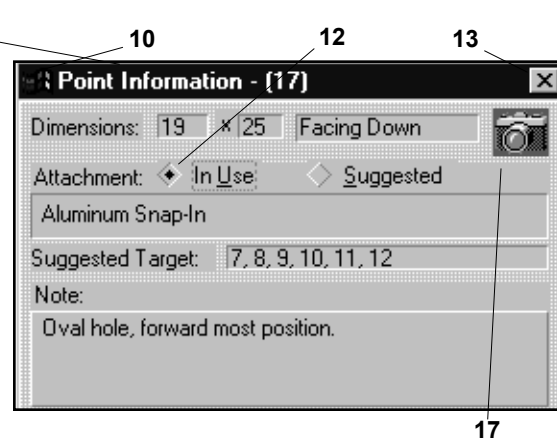 10 12 13
Point Information - (17)
Dimensions: 19 × 25 Facing Down
Attachment: In Use Suggested
Aluminum Snap-In
Suggested Target: 7, 8, 9, 10, 11, 12
Note:
Oval hole, forward most position.
17